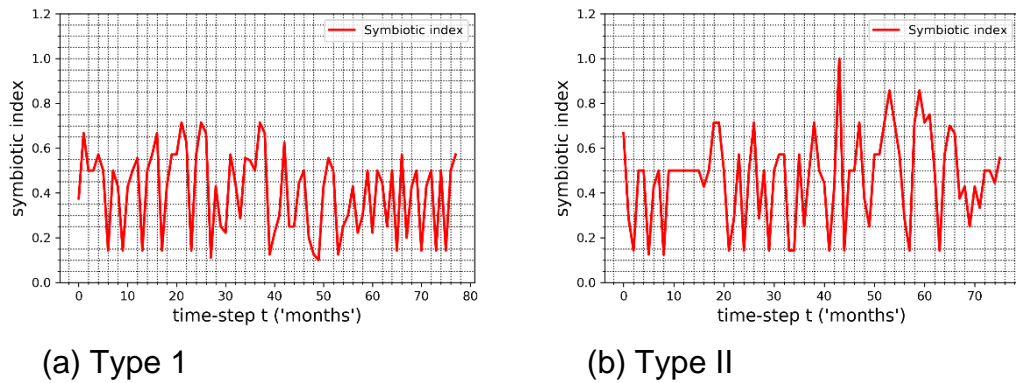 1.2
1.0
0.8
0.6
0.4
0.2
0.0
symbiotic index
Symbiotic index
0 10 20 30 40 50 60 70 80
time-step t ('months')
(a) Type 1
1.2
1.0
0.8
0.6
0.4
0.2
0.0
symbiotic index
Symbiotic index
0 10 20 30 40 50 60 70
time-step t ('months')
(b) Type II